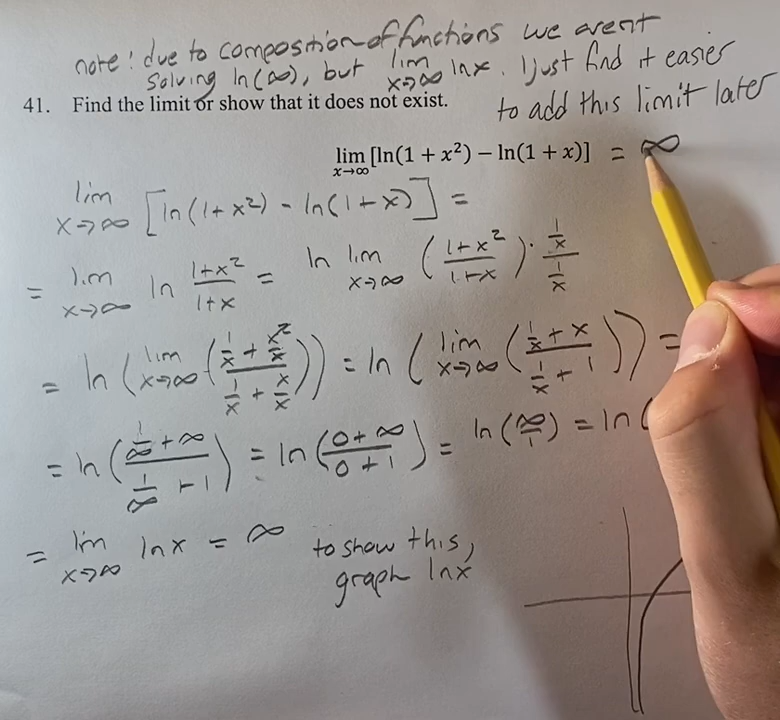 note: due to composition of functions we aren't
solving ln(∞), but lim x→∞ lnx. I just find it easier
to add this limit later
41. Find the limit or show that it does not exist.
lim x→∞ [ln(1 + x²) − ln(1 + x)] = ∞
lim x→∞ [ln(1+x²) - ln(1+x)] =
= lim x→∞ ln (1+x²)/(1+x) = ln lim x→∞ ((1+x²)/(1+x)) · (1/x)/(1/x)
= ln (lim x→∞ ((1/x + x²/x)/(1/x + x/x))) = ln (lim x→∞ ((1/x + x)/(1/x + 1))) =
= ln ((1/∞ + ∞)/(1/∞ + 1)) = ln ((0+∞)/(0+1)) = ln (∞/1) = ln (
= lim x→∞ lnx = ∞ to show this,
graph lnx